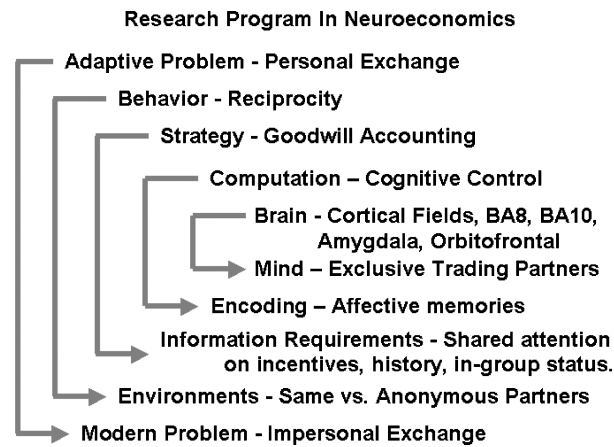 Research Program In Neuroeconomics
Adaptive Problem - Personal Exchange
Behavior - Reciprocity
Strategy - Goodwill Accounting
Computation – Cognitive Control
Brain - Cortical Fields, BA8, BA10,
Amygdala, Orbitofrontal
Mind – Exclusive Trading Partners
Encoding – Affective memories
Information Requirements - Shared attention
on incentives, history, in-group status.
Environments - Same vs. Anonymous Partners
Modern Problem - Impersonal Exchange